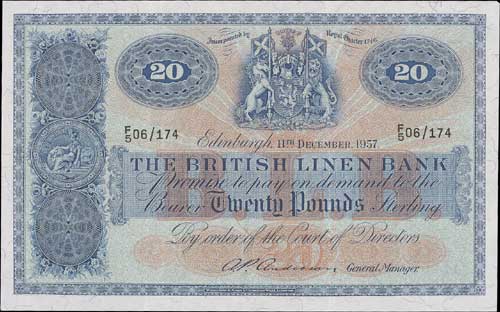 Incorporated by Royal Charter 1746.
20 20
F/5 06/174 F/5 06/174
Edinburgh, 11TH DECEMBER, 1957
THE BRITISH LINEN BANK
Promise to pay on demand to the
Bearer Twenty Pounds Sterling
By order of the Court of Directors
A.P. Anderson General Manager.